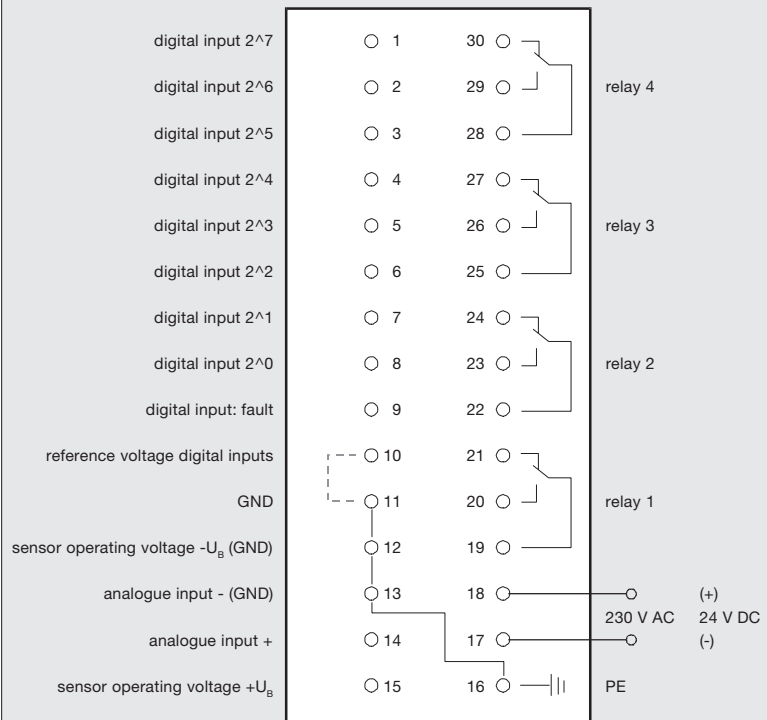 digital input 2^7 1 30
digital input 2^6 2 29 relay 4
digital input 2^5 3 28
digital input 2^4 4 27
digital input 2^3 5 26 relay 3
digital input 2^2 6 25
digital input 2^1 7 24
digital input 2^0 8 23 relay 2
digital input: fault 9 22
reference voltage digital inputs 10 21
GND 11 20 relay 1
sensor operating voltage -UB (GND) 12 19
analogue input - (GND) 13 18 (+)
230 V AC 24 V DC
analogue input + 14 17 (-)
sensor operating voltage +UB 15 16 PE